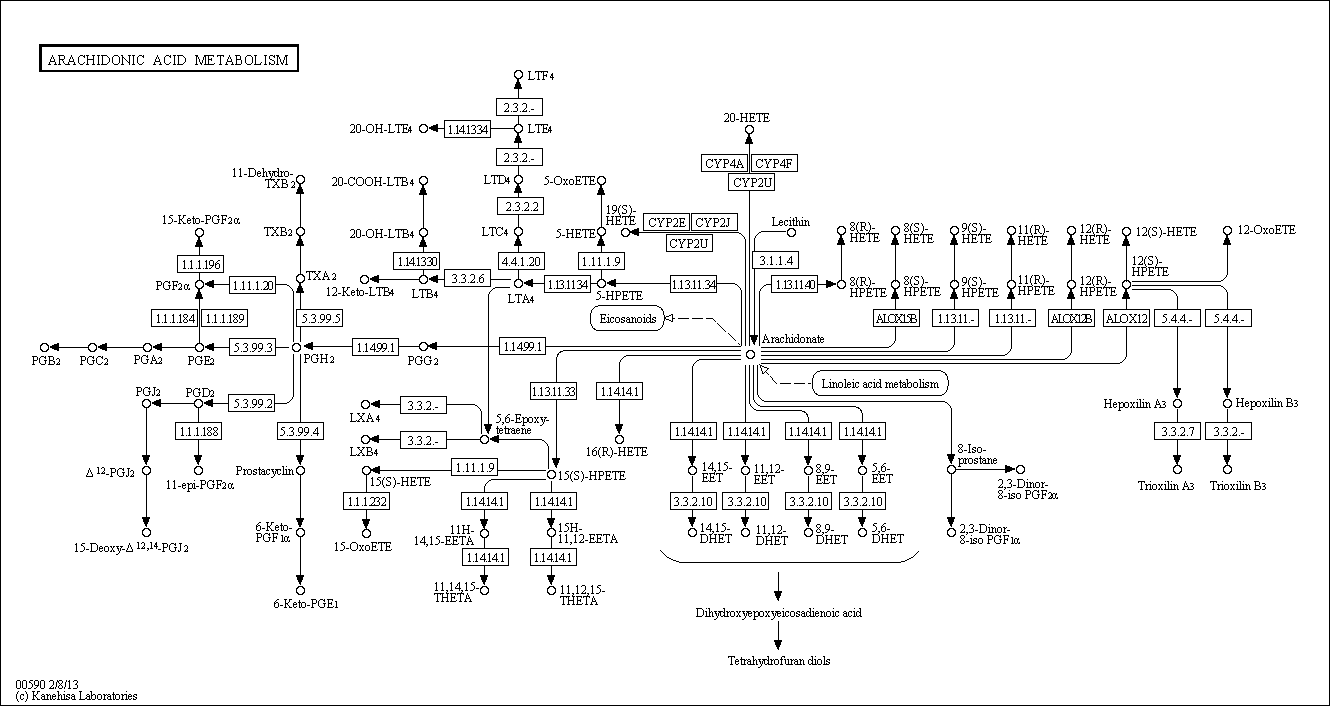 ARACHIDONIC ACID METABOLISM
LTF4
2.3.2.-
20-OH-LTE4
1.14.13.34
LTE4
20-HETE
2.3.2.-
CYP4A
CYP4F
CYP2U
11-Dehydro-
TXB2
20-COOH-LTB4
LTD4
5-OxoETE
15-Keto-PGF2α
2.3.2.2
19(S)-
HETE
CYP2E
CYP2J
CYP2U
Lecithin
TXB2
20-OH-LTB4
LTC4
5-HETE
8(R)-
HETE
8(S)-
HETE
9(S)-
HETE
11(R)-
HETE
12(R)-
HETE
12(S)-HETE
12-OxoETE
1.1.1.196
1.14.13.30
4.4.1.20
1.11.1.9
3.1.1.4
PGF2α
1.1.1.120
TXA2
12-Keto-LTB4
3.3.2.6
LTB4
LTA4
1.13.11.34
5-HPETE
1.13.11.34
1.13.11.40
8(R)-
HPETE
8(S)-
HPETE
9(S)-
HPETE
11(R)-
HPETE
12(R)-
HPETE
12(S)-
HPETE
1.1.1.184
1.1.1.189
5.3.99.5
Eicosanoids
ALOX15B
1.13.11.-
1.13.11.-
ALOX12B
ALOX12
5.4.4.-
5.4.4.-
Arachidonate
PGB2
PGC2
PGA2
PGE2
5.3.99.3
PGH2
1.14.99.1
PGG2
1.14.99.1
PGJ2
PGD2
5.3.99.2
1.13.11.33
1.14.14.1
Linoleic acid metabolism
LXA4
3.3.2.-
5,6-Epoxy-
tetraene
Hepoxilin A3
Hepoxilin B3
1.1.1.188
5.3.99.4
LXB4
3.3.2.-
16(R)-HETE
1.14.14.1
1.14.14.1
1.14.14.1
1.14.14.1
3.3.2.7
3.3.2.-
8-Iso-
prostane
Δ12-PGJ2
11-epi-PGF2α
Prostacyclin
1.11.1.9
15(S)-HETE
15(S)-HPETE
14,15-
EET
11,12-
EET
8,9-
EET
5,6-
EET
2,3-Dinor-
8-iso PGF2α
Trioxilin A3
Trioxilin B3
1.1.1.232
1.14.14.1
1.14.14.1
3.3.2.10
3.3.2.10
3.3.2.10
3.3.2.10
15-Deoxy-Δ12,14-PGJ2
6-Keto-
PGF1α
15-OxoETE
11H-
14,15-EETA
15H-
11,12-EETA
14,15-
DHET
11,12-
DHET
8,9-
DHET
5,6-
DHET
2,3-Dinor-
8-iso PGF1α
1.14.14.1
1.14.14.1
6-Keto-PGE1
11,14,15-
THETA
11,12,15-
THETA
Dihydroxyepoxyeicosadienoic acid
Tetrahydrofuran diols
00590 2/8/13
(c) Kanehisa Laboratories